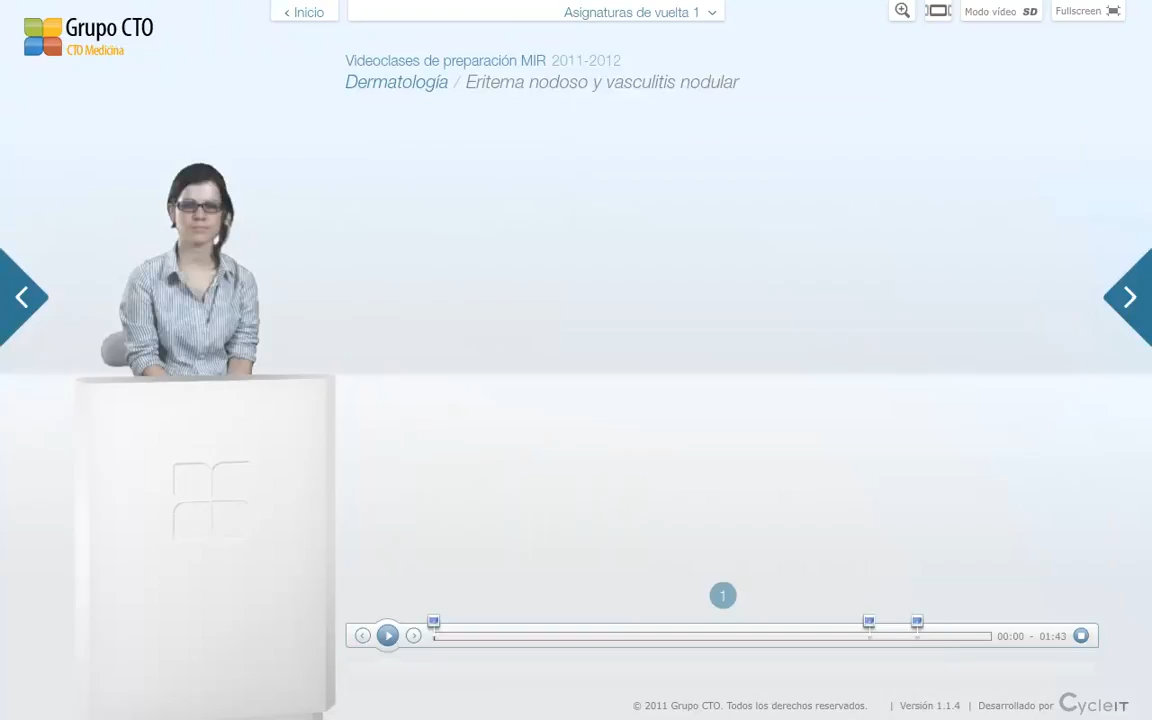 Grupo CTO
CTO Medicina
‹ Inicio
Asignaturas de vuelta 1
Modo vídeo SD
Fullscreen
Videoclases de preparación MIR 2011-2012
Dermatología / Eritema nodoso y vasculitis nodular
1
00:00 - 01:43
© 2011 Grupo CTO. Todos los derechos reservados. | Versión 1.1.4 | Desarrollado por CycleIT